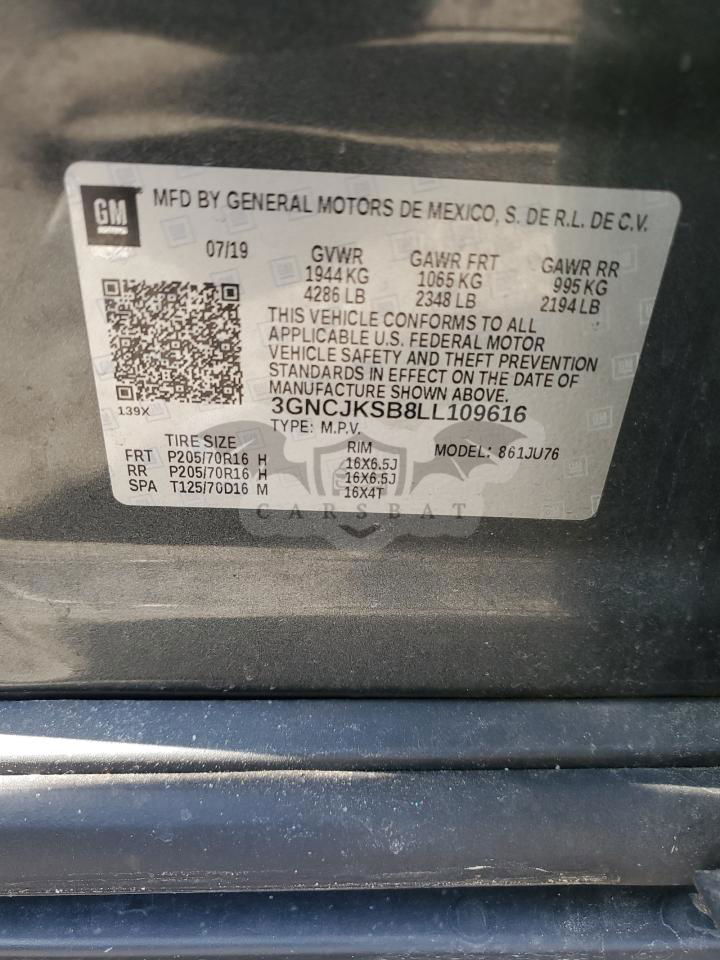 GM
MFD BY GENERAL MOTORS DE MEXICO, S. DE R.L. DE C.V.
07/19 GVWR GAWR FRT GAWR RR
1944 KG 1065 KG 995 KG
4286 LB 2348 LB 2194 LB
THIS VEHICLE CONFORMS TO ALL
APPLICABLE U.S. FEDERAL MOTOR
VEHICLE SAFETY AND THEFT PREVENTION
STANDARDS IN EFFECT ON THE DATE OF
MANUFACTURE SHOWN ABOVE.
139X
3GNCJKSB8LL109616
TYPE: M.P.V.
TIRE SIZE RIM MODEL: 861JU76
FRT P205/70R16 H 16X6.5J
RR P205/70R16 H 16X6.5J
SPA T125/70D16 M 16X4T
CARSBAT